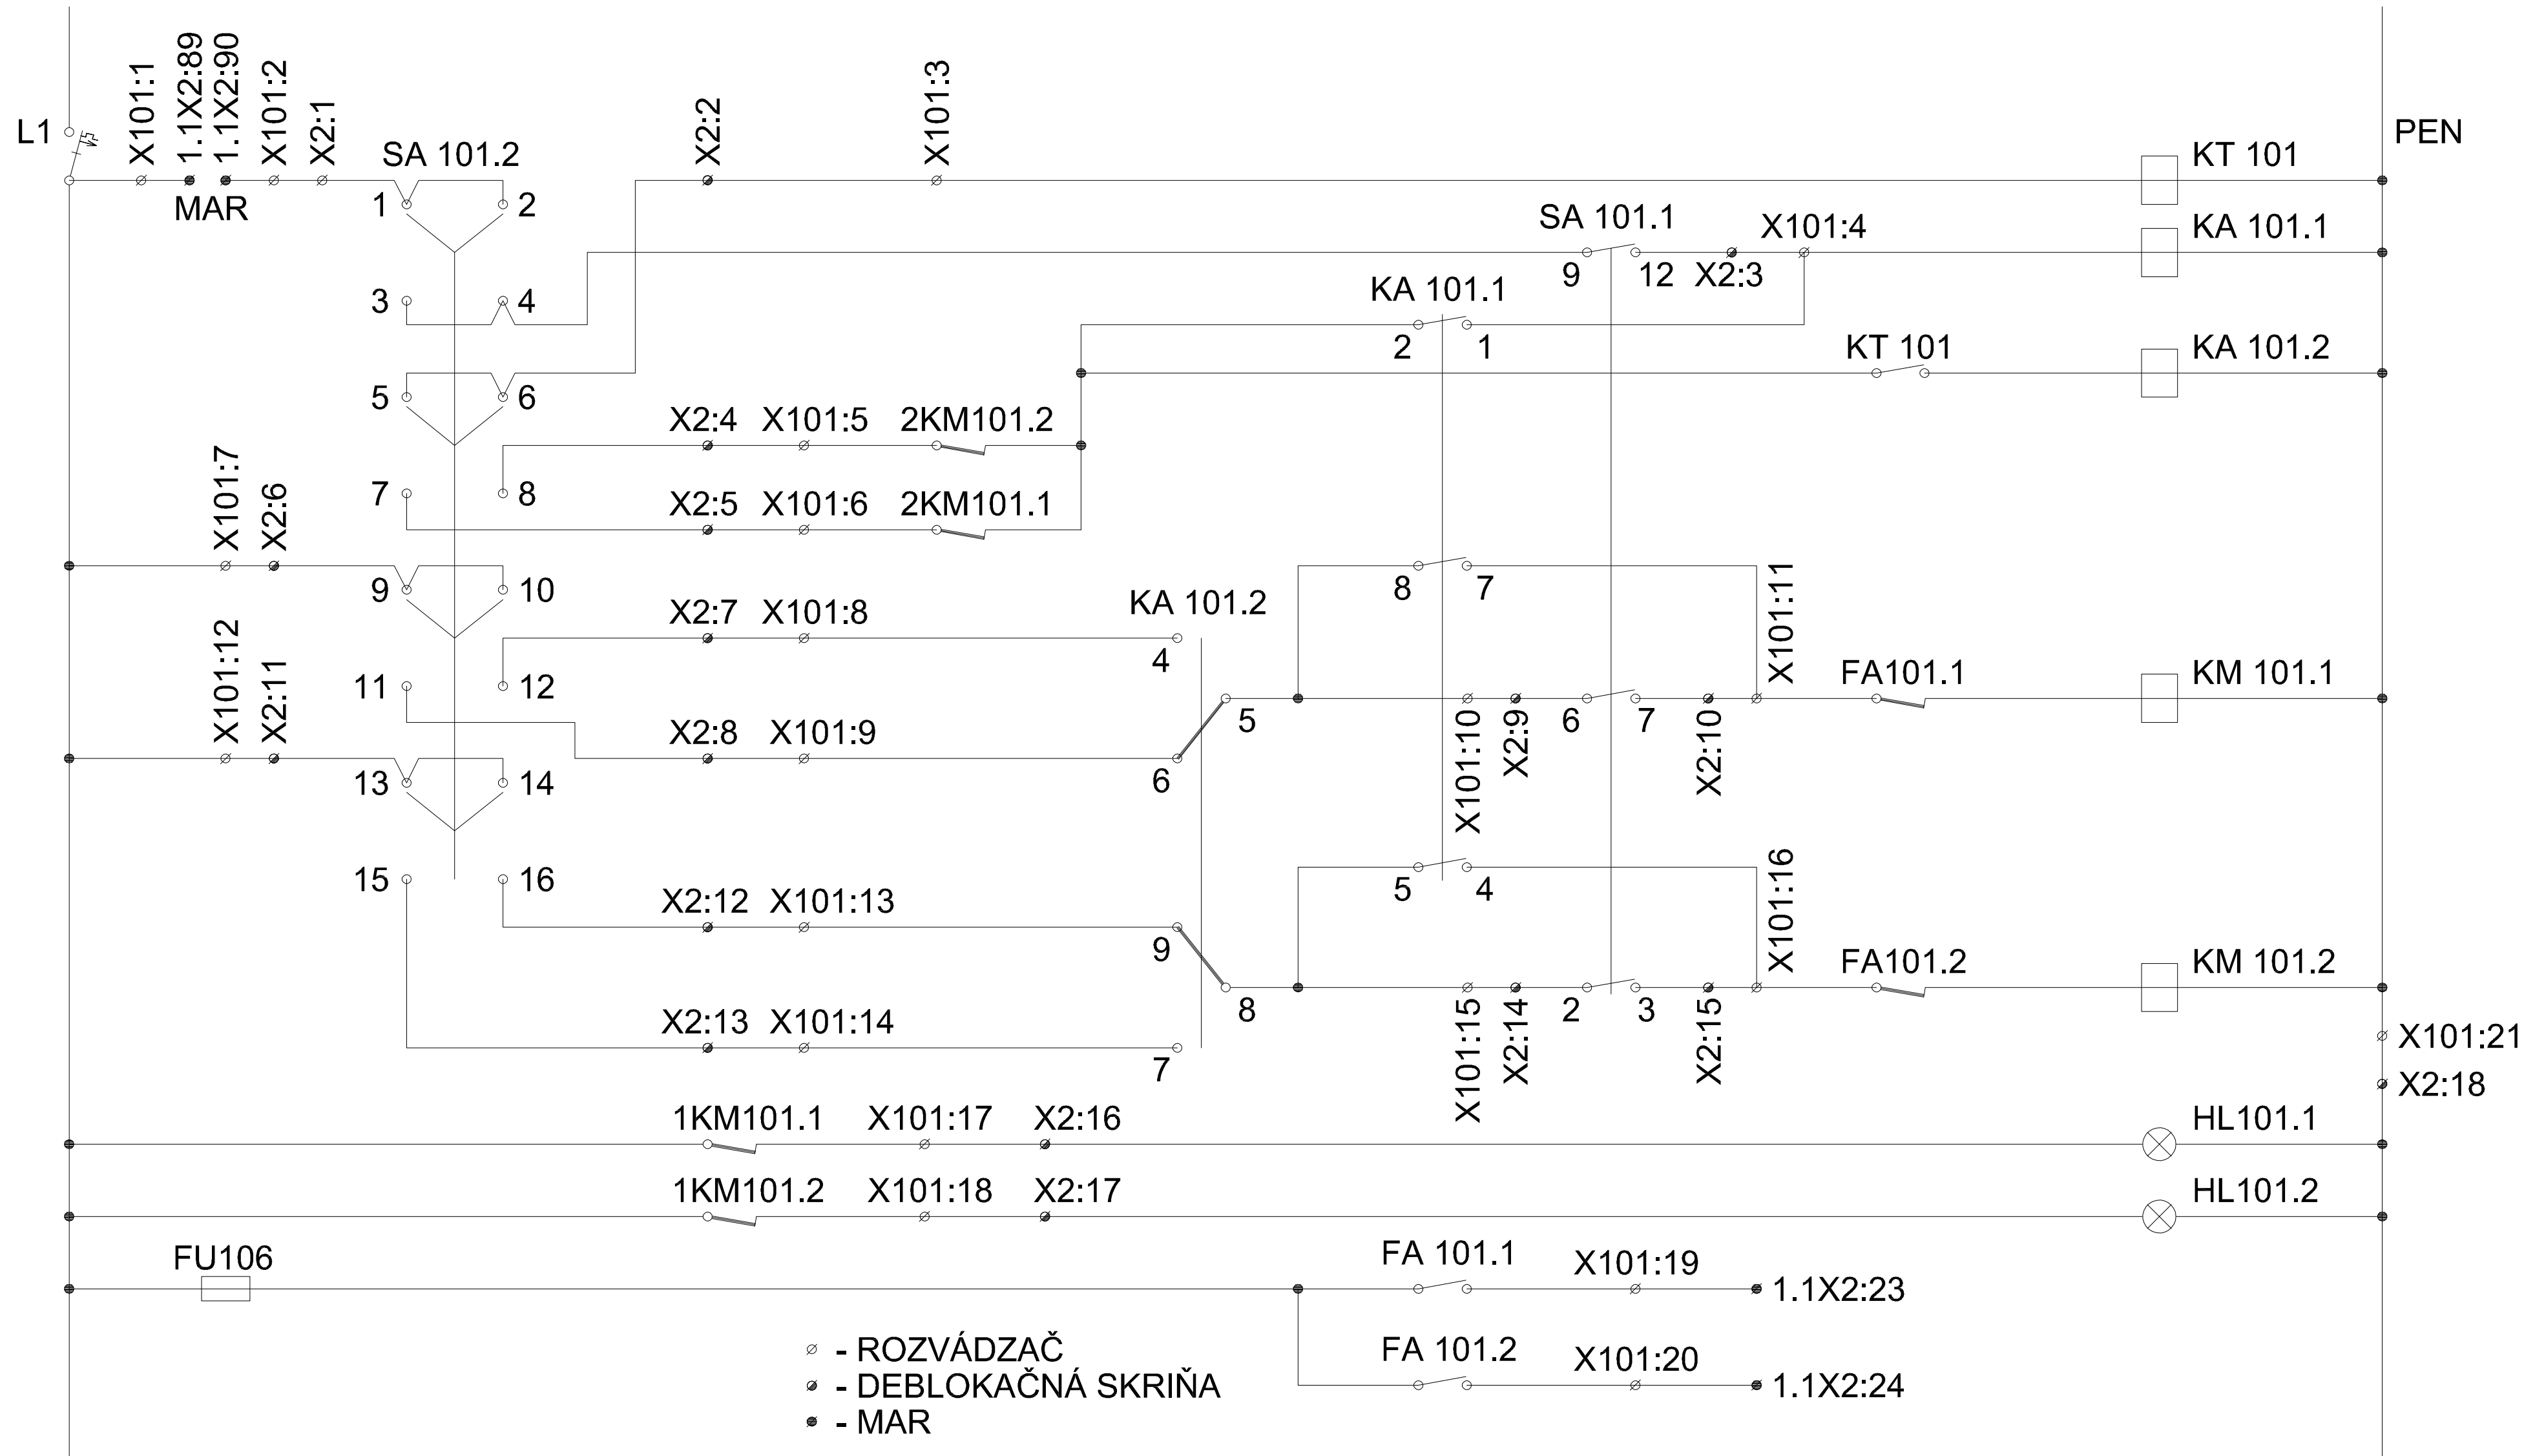 L1
X101:1
1.1X2:89
1.1X2:90
X101:2
X2:1
MAR
SA 101.2
X2:2
X101:3
KT 101
PEN
1
2
SA 101.1
X101:4
KA 101.1
9
12
X2:3
3
4
KA 101.1
2
1
KT 101
KA 101.2
5
6
X2:4
X101:5
2KM101.2
7
8
X2:5
X101:6
2KM101.1
X101:7
X2:6
9
10
8
7
X101:11
X2:7
X101:8
KA 101.2
4
X101:12
X2:11
11
12
5
X101:10
X2:9
6
7
X2:10
FA101.1
KM 101.1
X2:8
X101:9
6
13
14
15
16
5
4
X101:16
X2:12
X101:13
9
8
X101:15
X2:14
2
3
X2:15
FA101.2
KM 101.2
X2:13
X101:14
7
X101:21
X2:18
1KM101.1
X101:17
X2:16
HL101.1
1KM101.2
X101:18
X2:17
HL101.2
FU106
FA 101.1
X101:19
1.1X2:23
FA 101.2
X101:20
1.1X2:24
- ROZVÁDZAČ
- DEBLOKAČNÁ SKRIŇA
- MAR